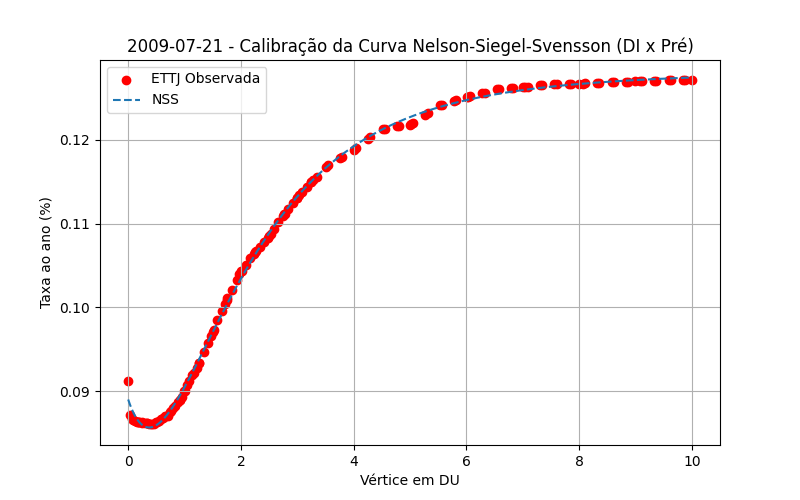 2009-07-21 - Calibração da Curva Nelson-Siegel-Svensson (DI x Pré)
ETTJ Observada
NSS
Taxa ao ano (%)
0.12
0.11
0.10
0.09
0 2 4 6 8 10
Vértice em DU